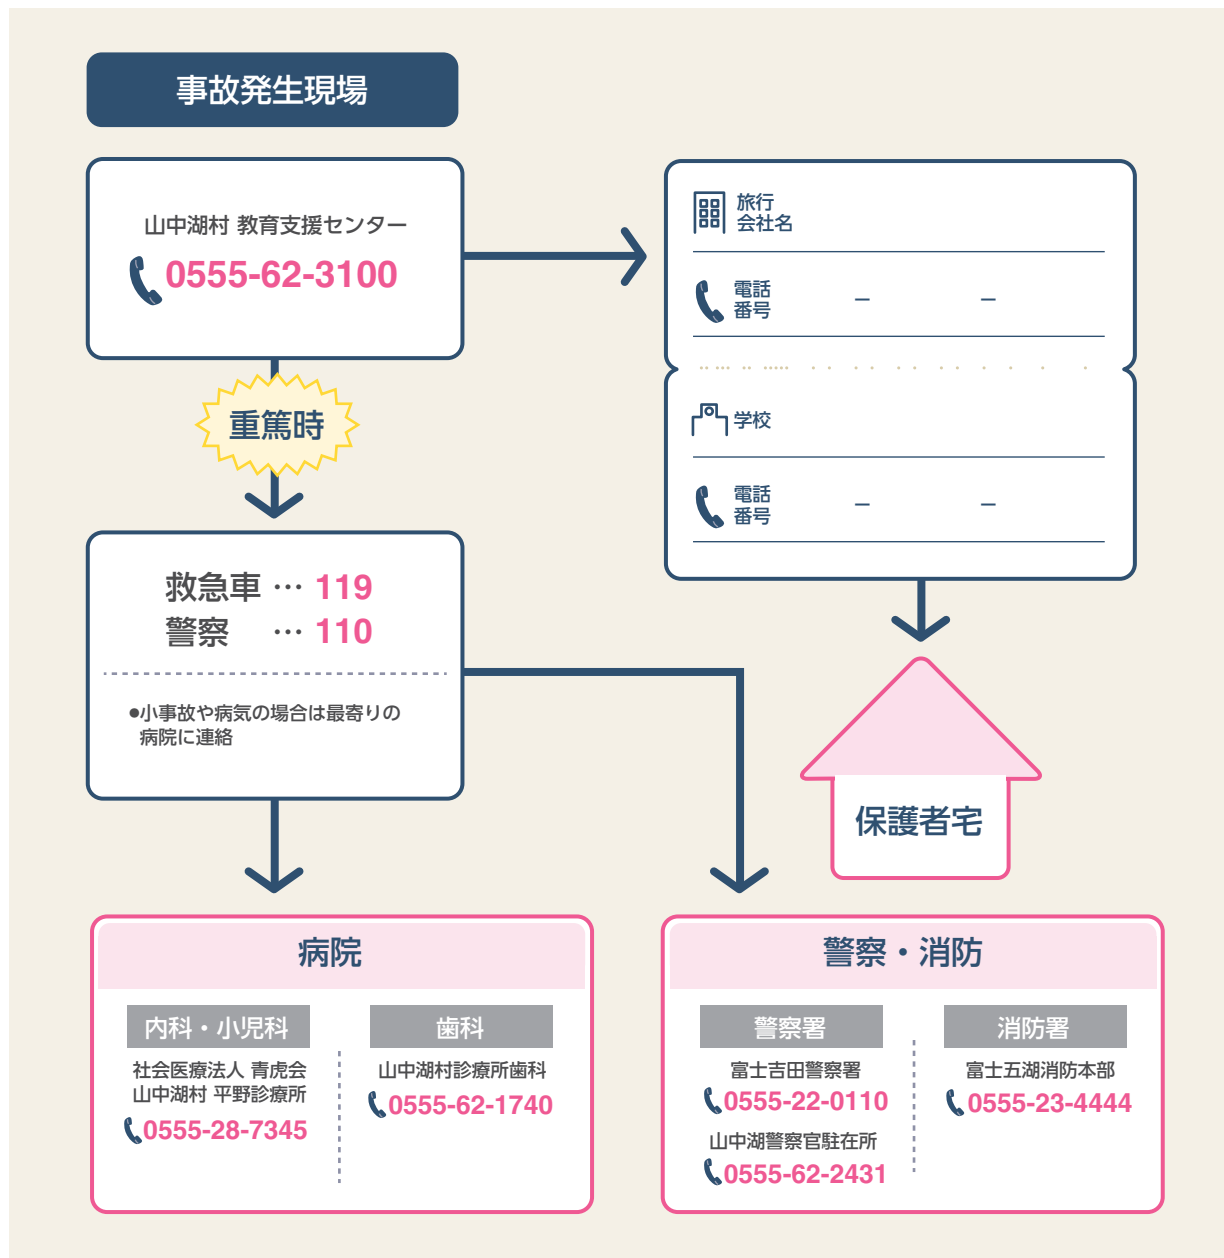 事故発生現場
山中湖村 教育支援センター
0555-62-3100
旅行
会社名
電話
番号
–
–
学校
電話
番号
–
–
重篤時
救急車 … 119
警察 … 110
●小事故や病気の場合は最寄りの
病院に連絡
保護者宅
病院
内科・小児科
社会医療法人 青虎会
山中湖村 平野診療所
0555-28-7345
歯科
山中湖村診療所歯科
0555-62-1740
警察・消防
警察署
富士吉田警察署
0555-22-0110
山中湖警察官駐在所
0555-62-2431
消防署
富士五湖消防本部
0555-23-4444